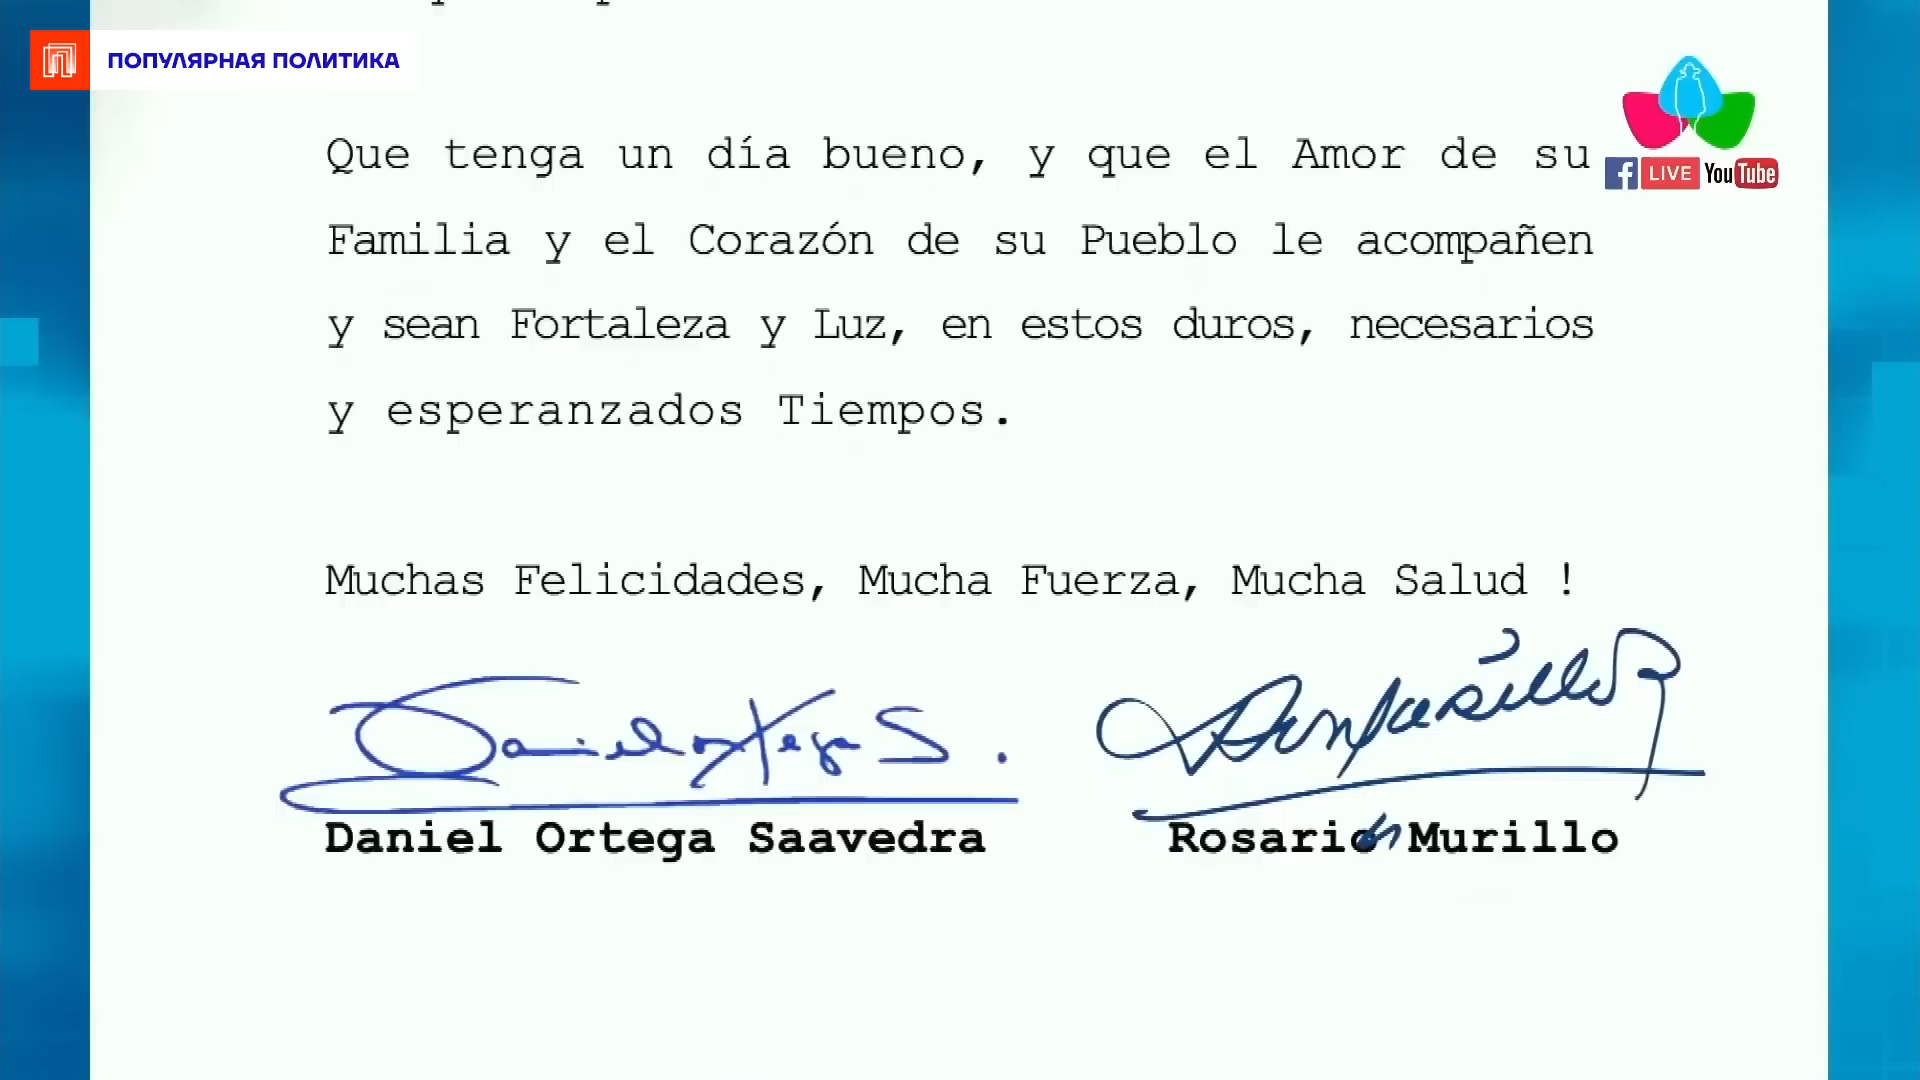 ПОПУЛЯРНАЯ ПОЛИТИКА
Que tenga un día bueno, y que el Amor de su
Familia y el Corazón de su Pueblo le acompañen
y sean Fortaleza y Luz, en estos duros, necesarios
y esperanzados Tiempos.
f LIVE YouTube
Muchas Felicidades, Mucha Fuerza, Mucha Salud !
Daniel Ortega S.
Daniel Ortega Saavedra
Rosario Murillo